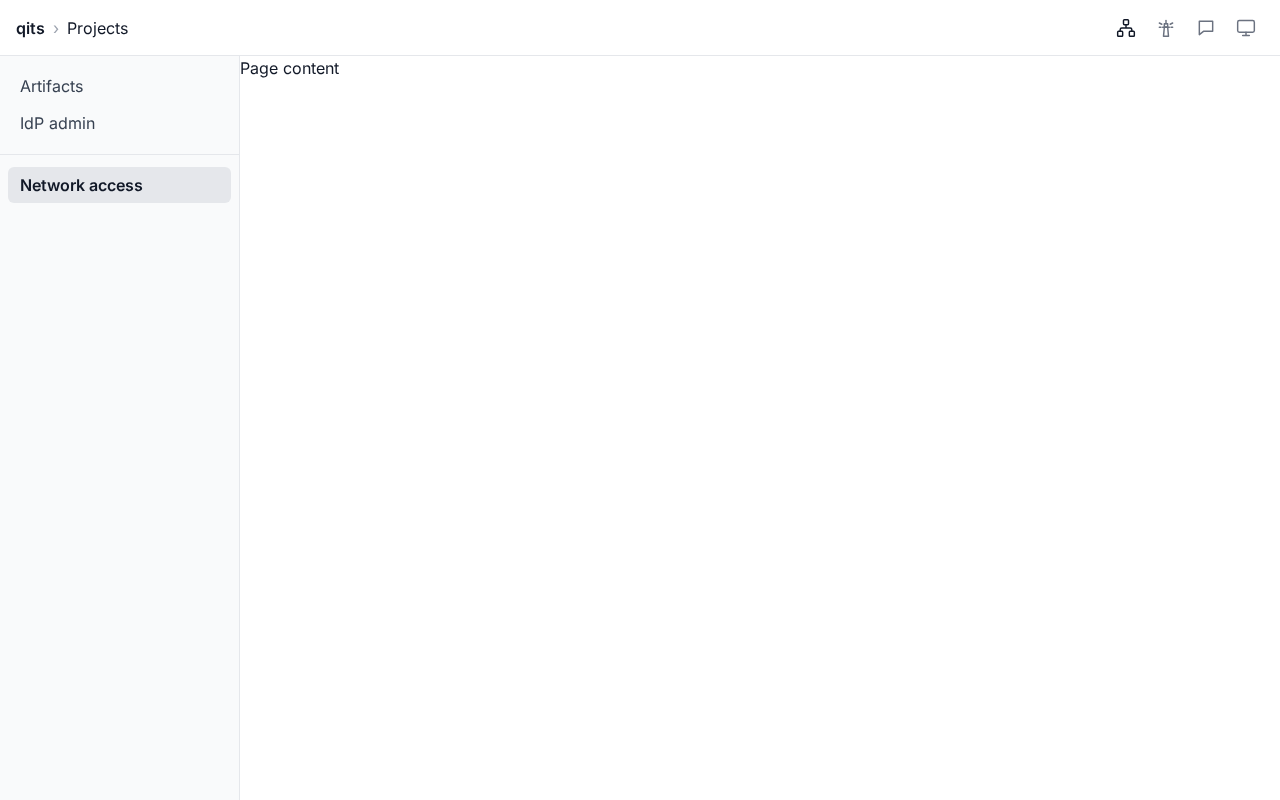 qits › Projects
Artifacts
IdP admin
Network access
Page content